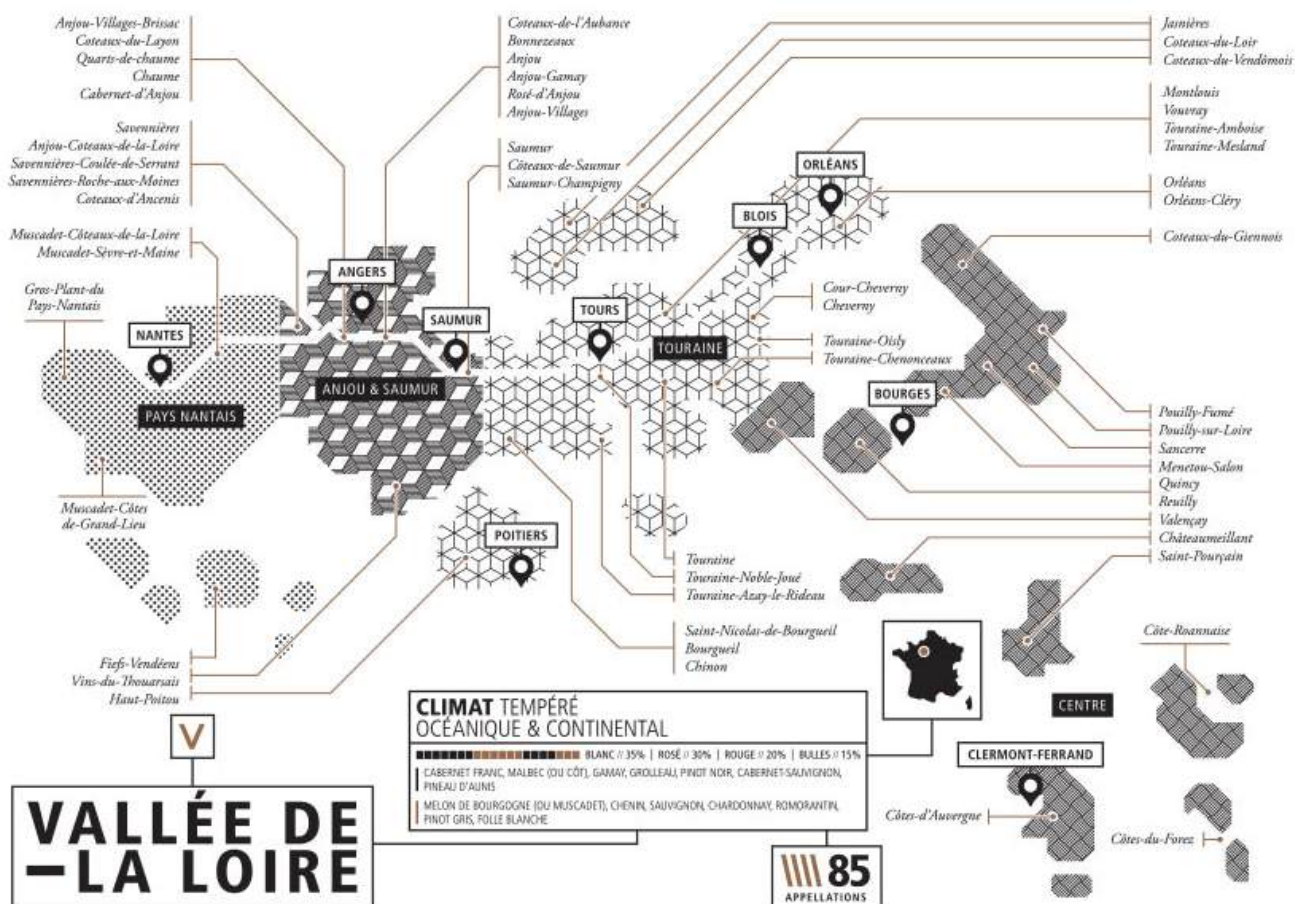 Anjou-Villages-Brissac
Coteaux-du-Layon
Quarts-de-chaume
Chaume
Cabernet-d'Anjou
Coteaux-de-l'Aubance
Bonnezeaux
Anjou
Anjou-Gamay
Rosé-d'Anjou
Anjou-Villages
Jasnières
Coteaux-du-Loir
Coteaux-du-Vendômois
Montlouis
Vouvray
Touraine-Amboise
Touraine-Mesland
Savennières
Anjou-Coteaux-de-la-Loire
Savennières-Coulée-de-Serrant
Savennières-Roche-aux-Moines
Coteaux-d'Ancenis
Saumur
Côteaux-de-Saumur
Saumur-Champigny
ORLÉANS
Orléans
Orléans-Cléry
BLOIS
Muscadet-Côteaux-de-la-Loire
Muscadet-Sèvre-et-Maine
Coteaux-du-Giennois
ANGERS
Gros-Plant-du
Pays-Nantais
Cour-Cheverny
Cheverny
NANTES
SAUMUR
TOURS
TOURAINE
Touraine-Oisly
Touraine-Chenonceaux
ANJOU & SAUMUR
BOURGES
PAYS NANTAIS
Pouilly-Fumé
Pouilly-sur-Loire
Sancerre
Menetou-Salon
Quincy
Reuilly
Valençay
Châteaumeillant
Saint-Pourçain
Muscadet-Côtes
de-Grand-Lieu
POITIERS
Touraine
Touraine-Noble-Joué
Touraine-Azay-le-Rideau
Saint-Nicolas-de-Bourgueil
Bourgueil
Chinon
Côte-Roannaise
Fiefs-Vendéens
Vins-du-Thouarsais
Haut-Poitou
CENTRE
V
VALLÉE DE
LA LOIRE
CLIMAT TEMPÉRÉ
OCÉANIQUE & CONTINENTAL
BLANC // 35% | ROSÉ // 30% | ROUGE // 20% | BULLES // 15%
CABERNET FRANC, MALBEC (OU CÔT), GAMAY, GROLLEAU, PINOT NOIR, CABERNET-SAUVIGNON,
PINEAU D'AUNIS
MELON DE BOURGOGNE (OU MUSCADET), CHENIN, SAUVIGNON, CHARDONNAY, ROMORANTIN,
PINOT GRIS, FOLLE BLANCHE
CLERMONT-FERRAND
Côtes-d'Auvergne
Côtes-du-Forez
85
APPELLATIONS